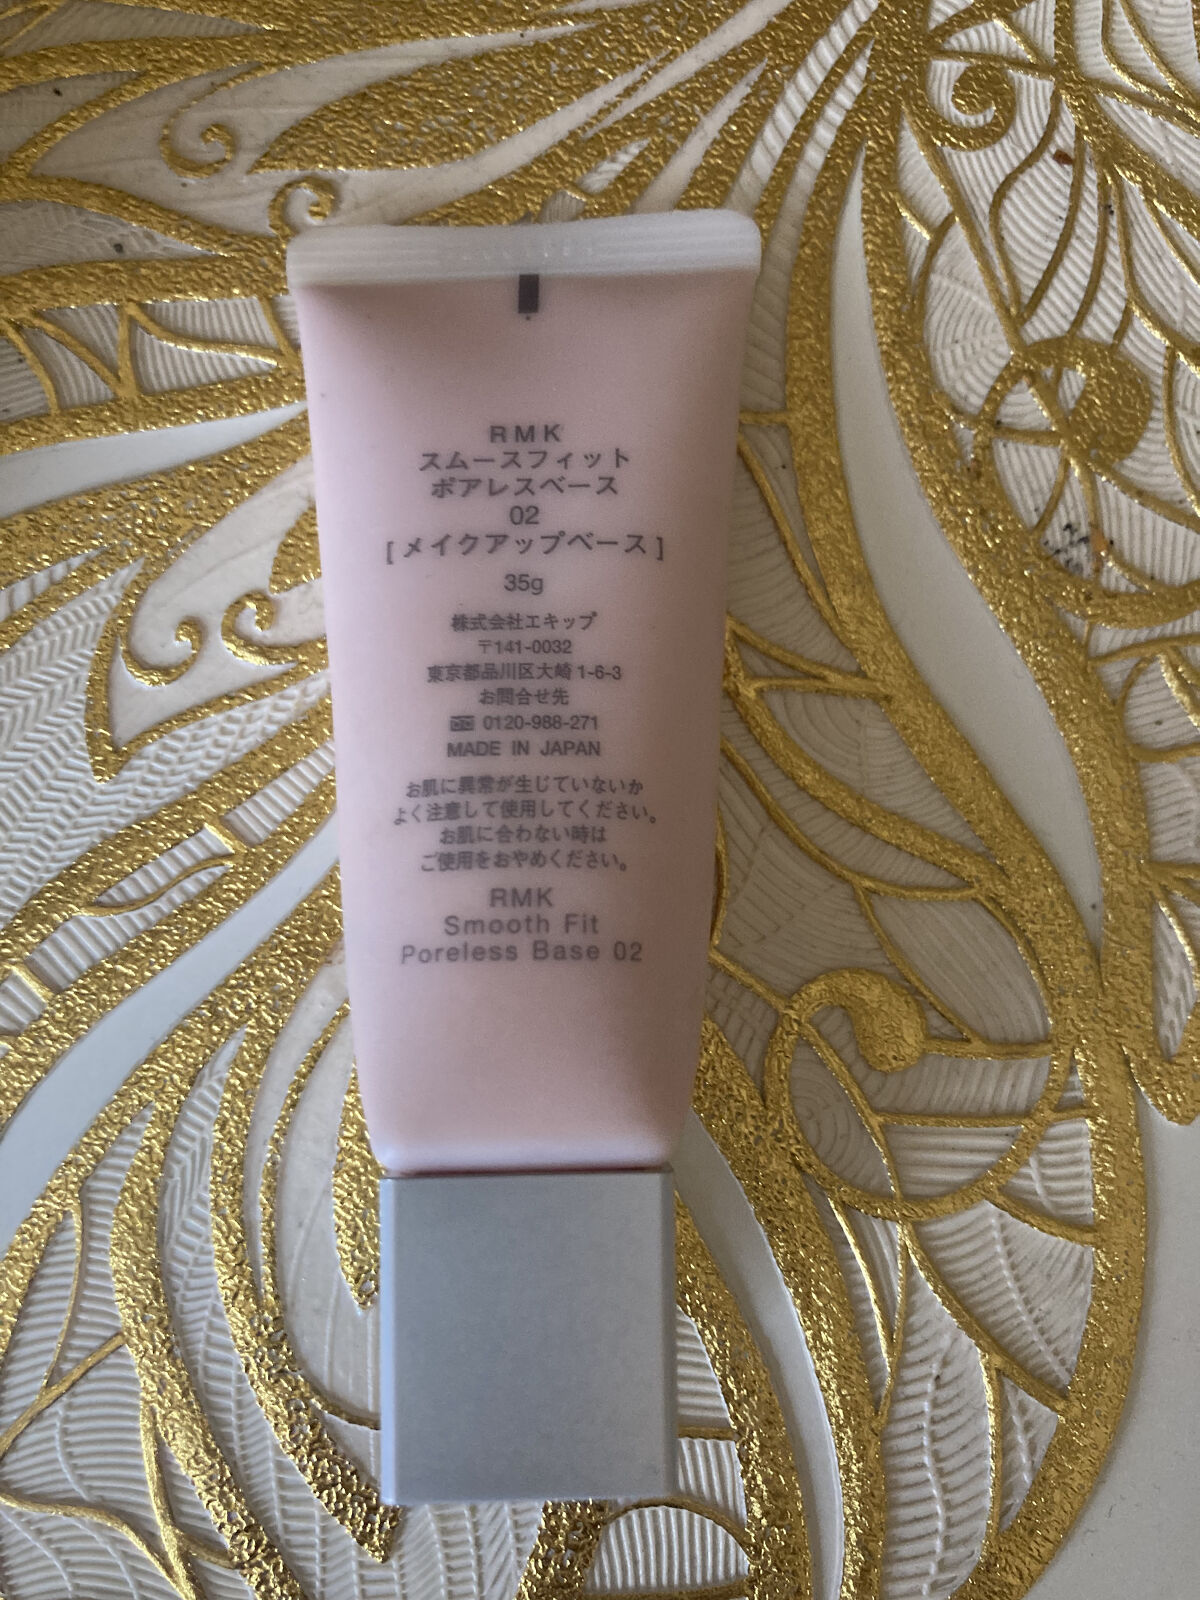 RMK
スムースフィット
ポアレスベース
02
[メイクアップベース]
35g
株式会社エキップ
〒141-0032
東京都品川区大崎1-6-3
お問合せ先
0120-988-271
MADE IN JAPAN
お肌に異常が生じていないか
よく注意して使用してください。
お肌に合わない時は
ご使用をおやめください。
RMK
Smooth Fit
Poreless Base 02